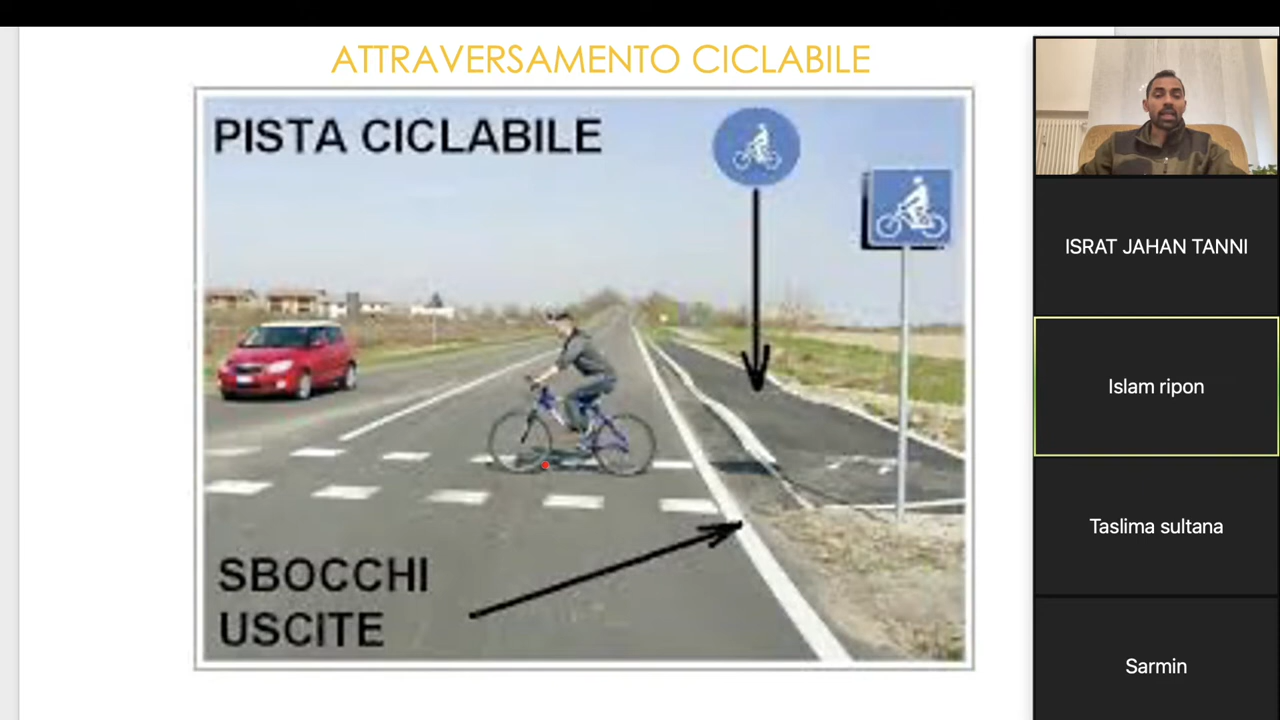 ATTRAVERSAMENTO CICLABILE
PISTA CICLABILE
SBOCCHI
USCITE
ISRAT JAHAN TANNI
Islam ripon
Taslima sultana
Sarmin